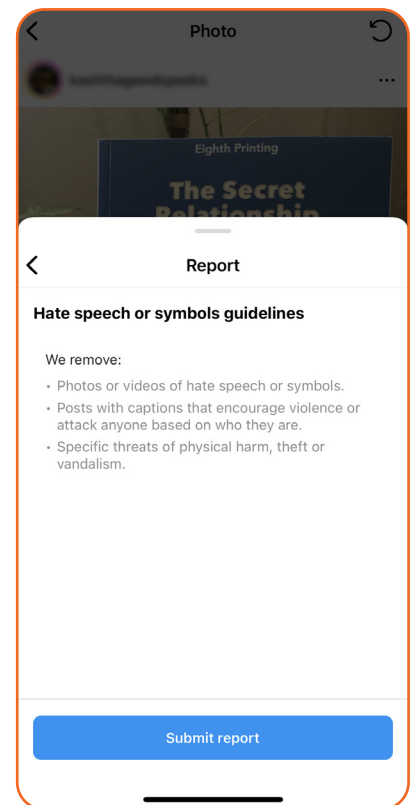 Photo
Eighth Printing
The Secret
Relationship
Report
Hate speech or symbols guidelines
We remove:
• Photos or videos of hate speech or symbols.
• Posts with captions that encourage violence or
attack anyone based on who they are.
• Specific threats of physical harm, theft or
vandalism.
Submit report